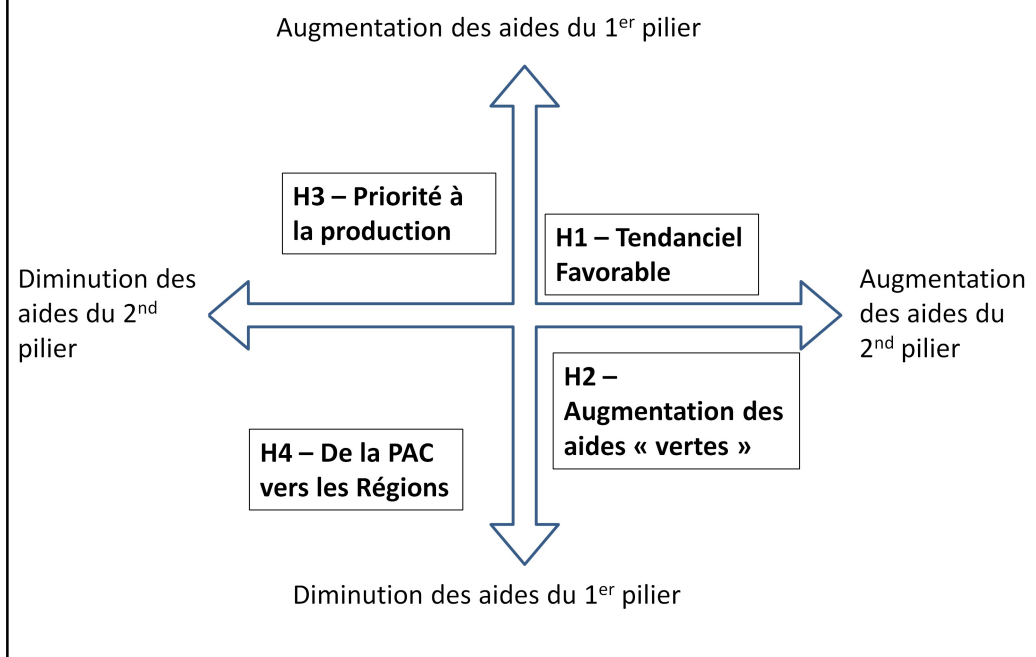 Augmentation des aides du 1er pilier
H3 – Priorité à
la production
H1 – Tendanciel
Favorable
Diminution des
aides du 2nd
pilier
Augmentation
des aides du
2nd pilier
H2 –
Augmentation des
aides « vertes »
H4 – De la PAC
vers les Régions
Diminution des aides du 1er pilier